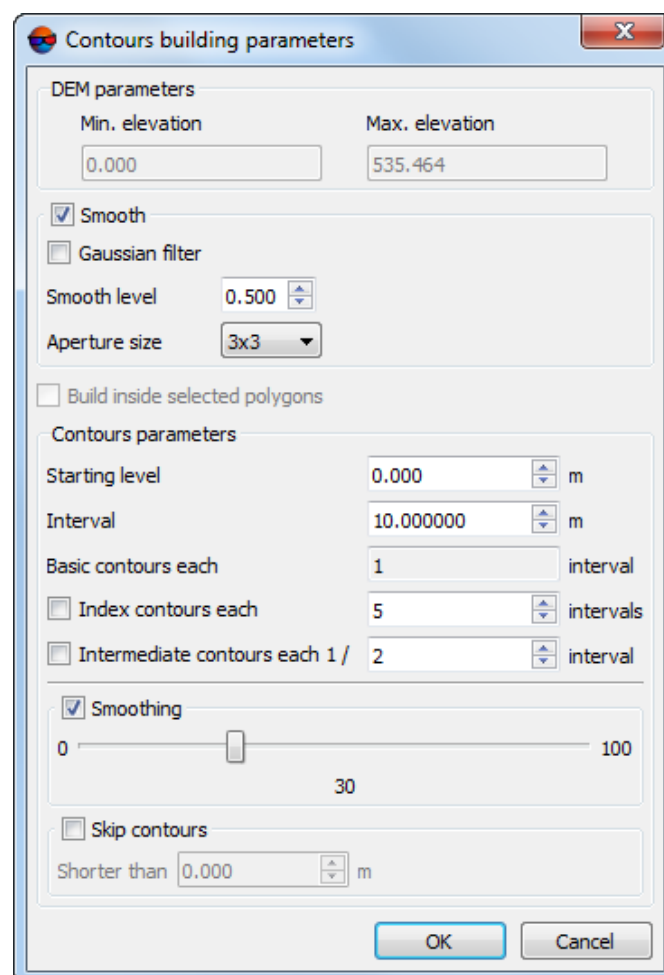 Contours building parameters
DEM parameters
Min. elevation Max. elevation
0.000 535.464
Smooth
Gaussian filter
Smooth level 0.500
Aperture size 3x3
Build inside selected polygons
Contours parameters
Starting level 0.000 m
Interval 10.000000 m
Basic contours each 1 interval
Index contours each 5 intervals
Intermediate contours each 1 / 2 interval
Smoothing
0 100
30
Skip contours
Shorter than 0.000 m
OK Cancel